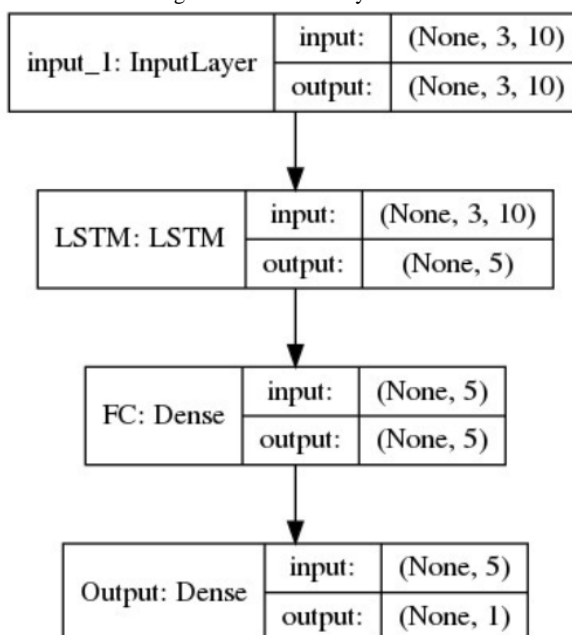 input_1: InputLayer
input: (None, 3, 10)
output: (None, 3, 10)
LSTM: LSTM
input: (None, 3, 10)
output: (None, 5)
FC: Dense
input: (None, 5)
output: (None, 5)
Output: Dense
input: (None, 5)
output: (None, 1)